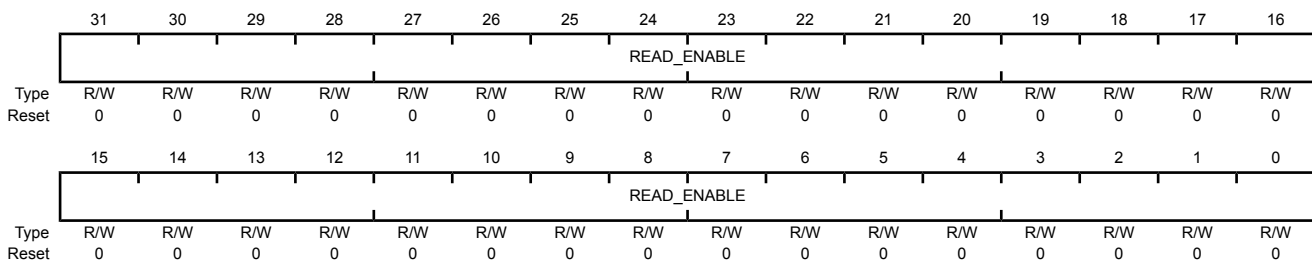 31 30 29 28 27 26 25 24 23 22 21 20 19 18 17 16
READ_ENABLE
Type R/W R/W R/W R/W R/W R/W R/W R/W R/W R/W R/W R/W R/W R/W R/W R/W
Reset 0 0 0 0 0 0 0 0 0 0 0 0 0 0 0 0
15 14 13 12 11 10 9 8 7 6 5 4 3 2 1 0
READ_ENABLE
Type R/W R/W R/W R/W R/W R/W R/W R/W R/W R/W R/W R/W R/W R/W R/W R/W
Reset 0 0 0 0 0 0 0 0 0 0 0 0 0 0 0 0